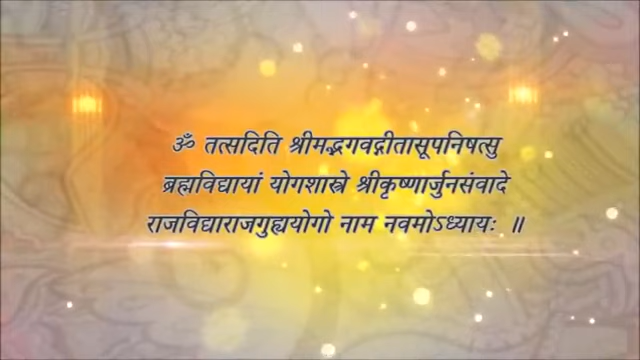 ॐ तत्सदिति श्रीमद्भगवद्गीतासूपनिषत्सु
ब्रह्मविद्यायां योगशास्त्रे श्रीकृष्णार्जुनसंवादे
राजविद्याराजगुह्ययोगो नाम नवमोऽध्यायः ॥